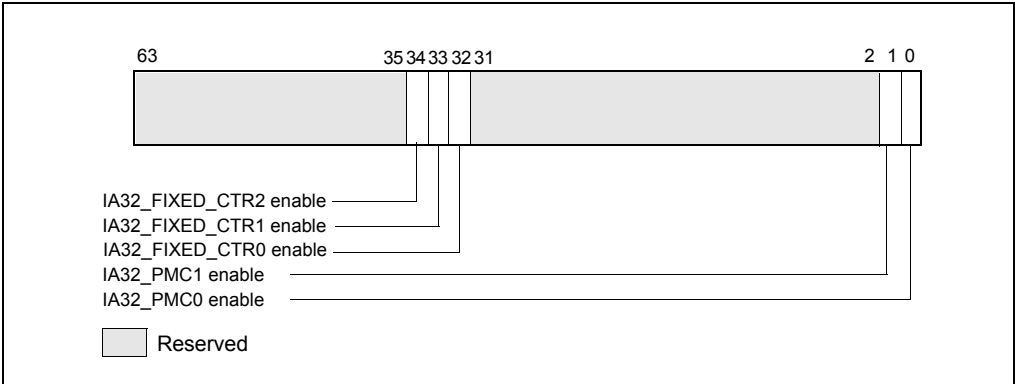 63 35 34 33 32 31 2 1 0
IA32_FIXED_CTR2 enable
IA32_FIXED_CTR1 enable
IA32_FIXED_CTR0 enable
IA32_PMC1 enable
IA32_PMC0 enable
Reserved